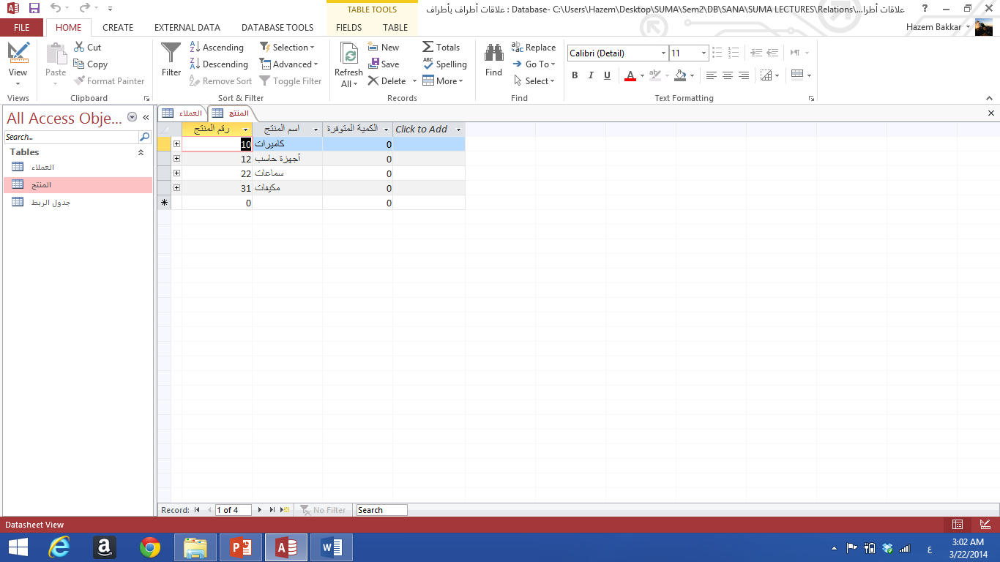 TABLE TOOLS
علاقات أطراف بأطراف : Database- C:\Users\Hazem\Desktop\SUMA\Sem2\DB\SANA\SUMA LECTURES\Relations\...علاقات أطرا
FILE HOME CREATE EXTERNAL DATA DATABASE TOOLS FIELDS TABLE Hazem Bakkar
View
Views
Paste
Cut
Copy
Format Painter
Clipboard
Filter
Ascending
Descending
Remove Sort
Selection
Advanced
Toggle Filter
Sort & Filter
Refresh
All
New
Save
Delete
Totals
Spelling
More
Records
Find
Replace
Go To
Select
Find
Calibri (Detail) 11
B I U
Text Formatting
All Access Obje...
Search...
Tables
العملاء
المنتج
جدول الربط
العملاء المنتج
رقم المنتج اسم المنتج الكمية المتوفرة Click to Add
10 كاميرات 0
12 أجهزة حاسب 0
22 سماعات 0
31 مكيفات 0
0 0
Record: 1 of 4 No Filter Search
Datasheet View
ع 3:02 AM
3/22/2014